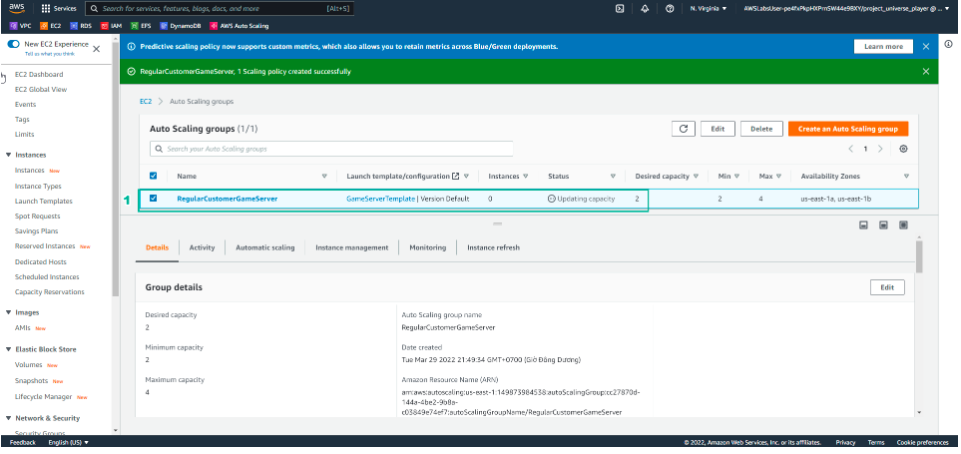 aws Services Search for services, features, blogs, docs, and more [Alt+S] N. Virginia AWSLabsUser-pe4fvPkpHXPmSW44e98XY/project_universe_player @ ...
VPC EC2 RDS IAM EFS DynamoDB AWS Auto Scaling
New EC2 Experience
Tell us what you think
Predictive scaling policy now supports custom metrics, which also allows you to retain metrics across Blue/Green deployments. Learn more
RegularCustomerGameServer, 1 Scaling policy created successfully
EC2 Dashboard
EC2 Global View
Events
Tags
Limits
Instances
Instances New
Instance Types
Launch Templates
Spot Requests
Savings Plans
Reserved Instances New
Dedicated Hosts
Scheduled Instances
Capacity Reservations
Images
AMIs New
Elastic Block Store
Volumes New
Snapshots New
Lifecycle Manager New
Network & Security
Security Groups
EC2 > Auto Scaling groups
Auto Scaling groups (1/1) Edit Delete Create an Auto Scaling group
Search your Auto Scaling groups 1
Name Launch template/configuration Instances Status Desired capacity Min Max Availability Zones
1 RegularCustomerGameServer GameServerTemplate | Version Default 0 Updating capacity 2 2 4 us-east-1a, us-east-1b
Details Activity Automatic scaling Instance management Monitoring Instance refresh
Group details Edit
Desired capacity
2
Minimum capacity
2
Maximum capacity
4
Auto Scaling group name
RegularCustomerGameServer
Date created
Tue Mar 29 2022 21:49:34 GMT+0700 (Giờ Đông Dương)
Amazon Resource Name (ARN)
arn:aws:autoscaling:us-east-1:149873984538:autoScalingGroup:cc27870d-
144a-4be2-9b8a-
c03849e74ef7:autoScalingGroupName/RegularCustomerGameServer
Feedback English (US) © 2022, Amazon Web Services, Inc. or its affiliates. Privacy Terms Cookie preferences